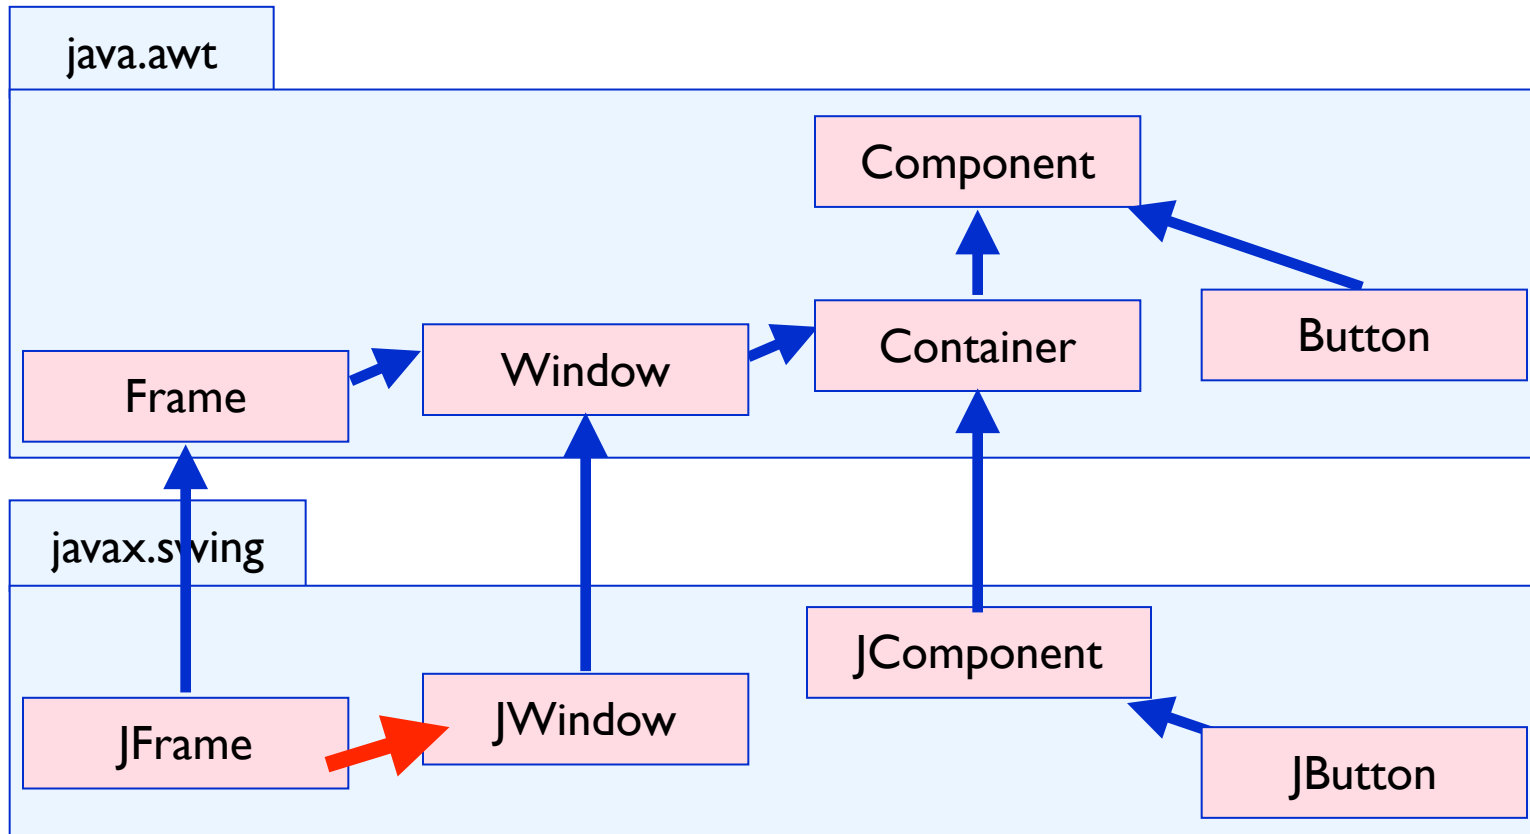 java.awt
Component
Button
Container
Window
Frame
javax.swing
JComponent
JWindow
JFrame
JButton